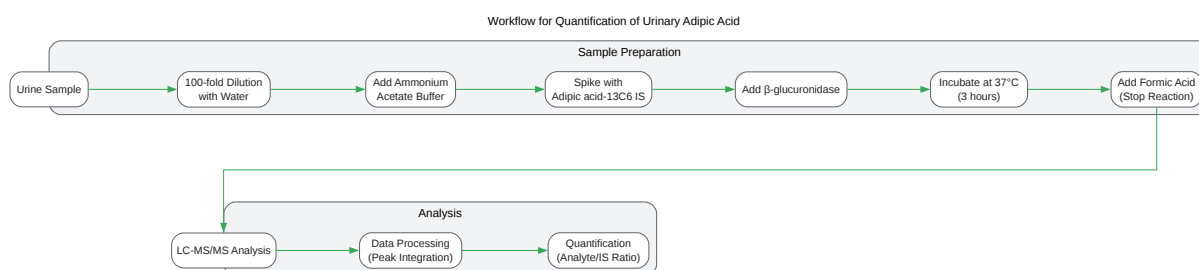 Workflow for Quantification of Urinary Adipic Acid
Sample Preparation
Urine Sample
100-fold Dilution
with Water
Add Ammonium
Acetate Buffer
Spike with
Adipic acid-13C6 IS
Add β-glucuronidase
Incubate at 37°C
(3 hours)
Add Formic Acid
(Stop Reaction)
Analysis
LC-MS/MS Analysis
Data Processing
(Peak Integration)
Quantification
(Analyte/IS Ratio)